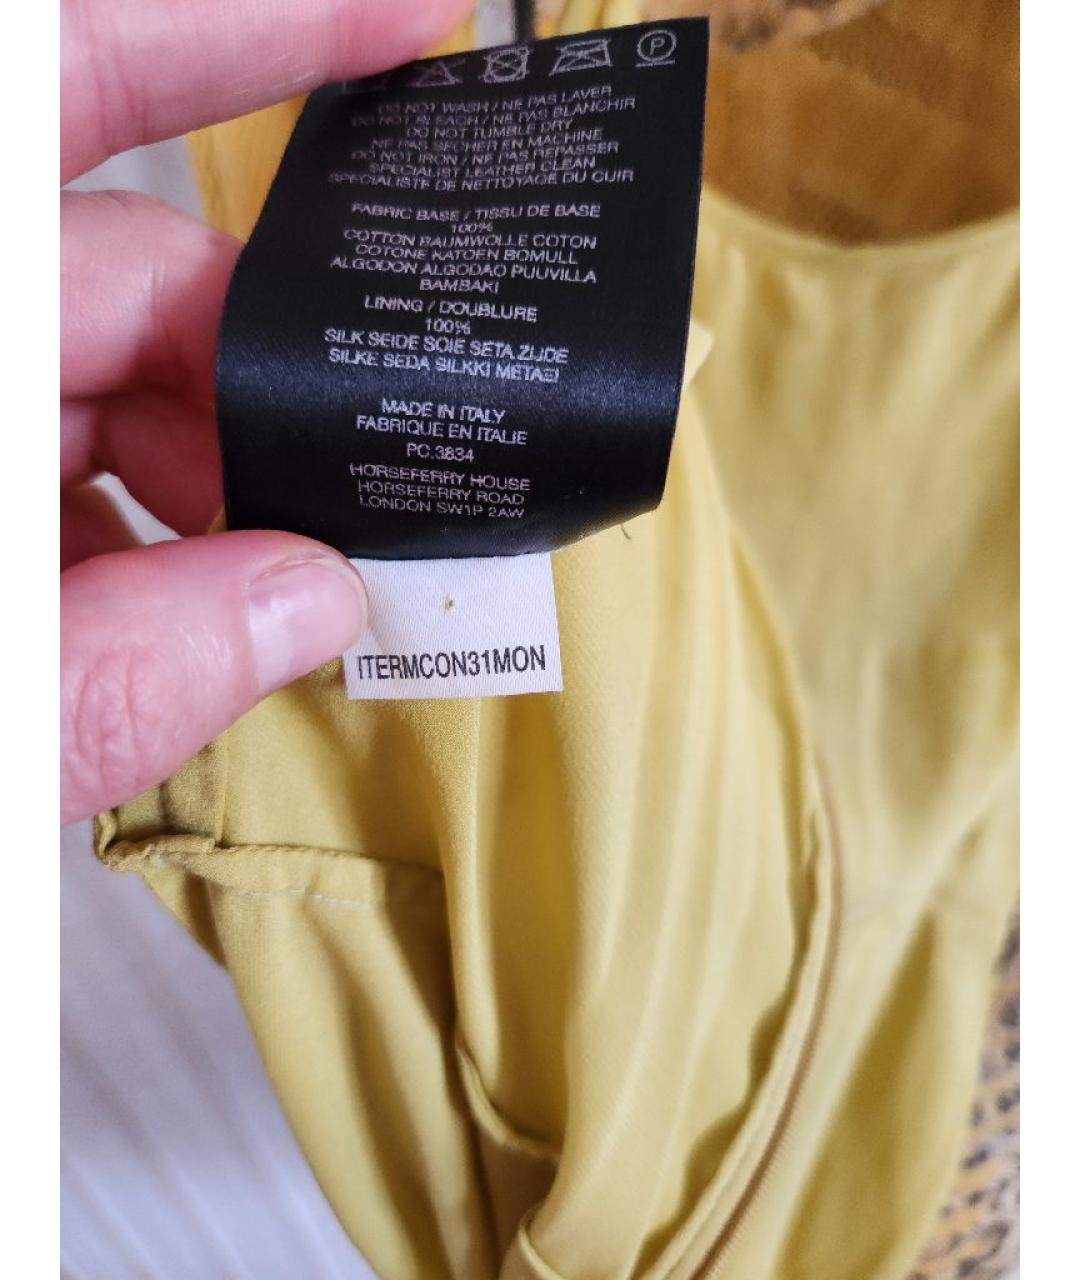 P
DO NOT WASH / NE PAS LAVER
DO NOT BLEACH / NE PAS BLANCHIR
DO NOT TUMBLE DRY
NE PAS SECHER EN MACHINE
DO NOT IRON / NE PAS REPASSER
SPECIALIST LEATHER CLEAN
SPECIALISTE DE NETTOYAGE DU CUIR
FABRIC BASE / TISSU DE BASE
100%
COTTON BAUMWOLLE COTON
COTONE KATOEN BOMULL
ALGODON ALGODAO PUUVILLA
BAMBAKI
LINING / DOUBLURE
100%
SILK SEIDE SOIE SETA ZIJDE
SILKE SEDA SILKKI METAΞI
MADE IN ITALY
FABRIQUE EN ITALIE
PC.3834
HORSEFERRY HOUSE
HORSEFERRY ROAD
LONDON SW1P 2AW
ITERMCON31MON